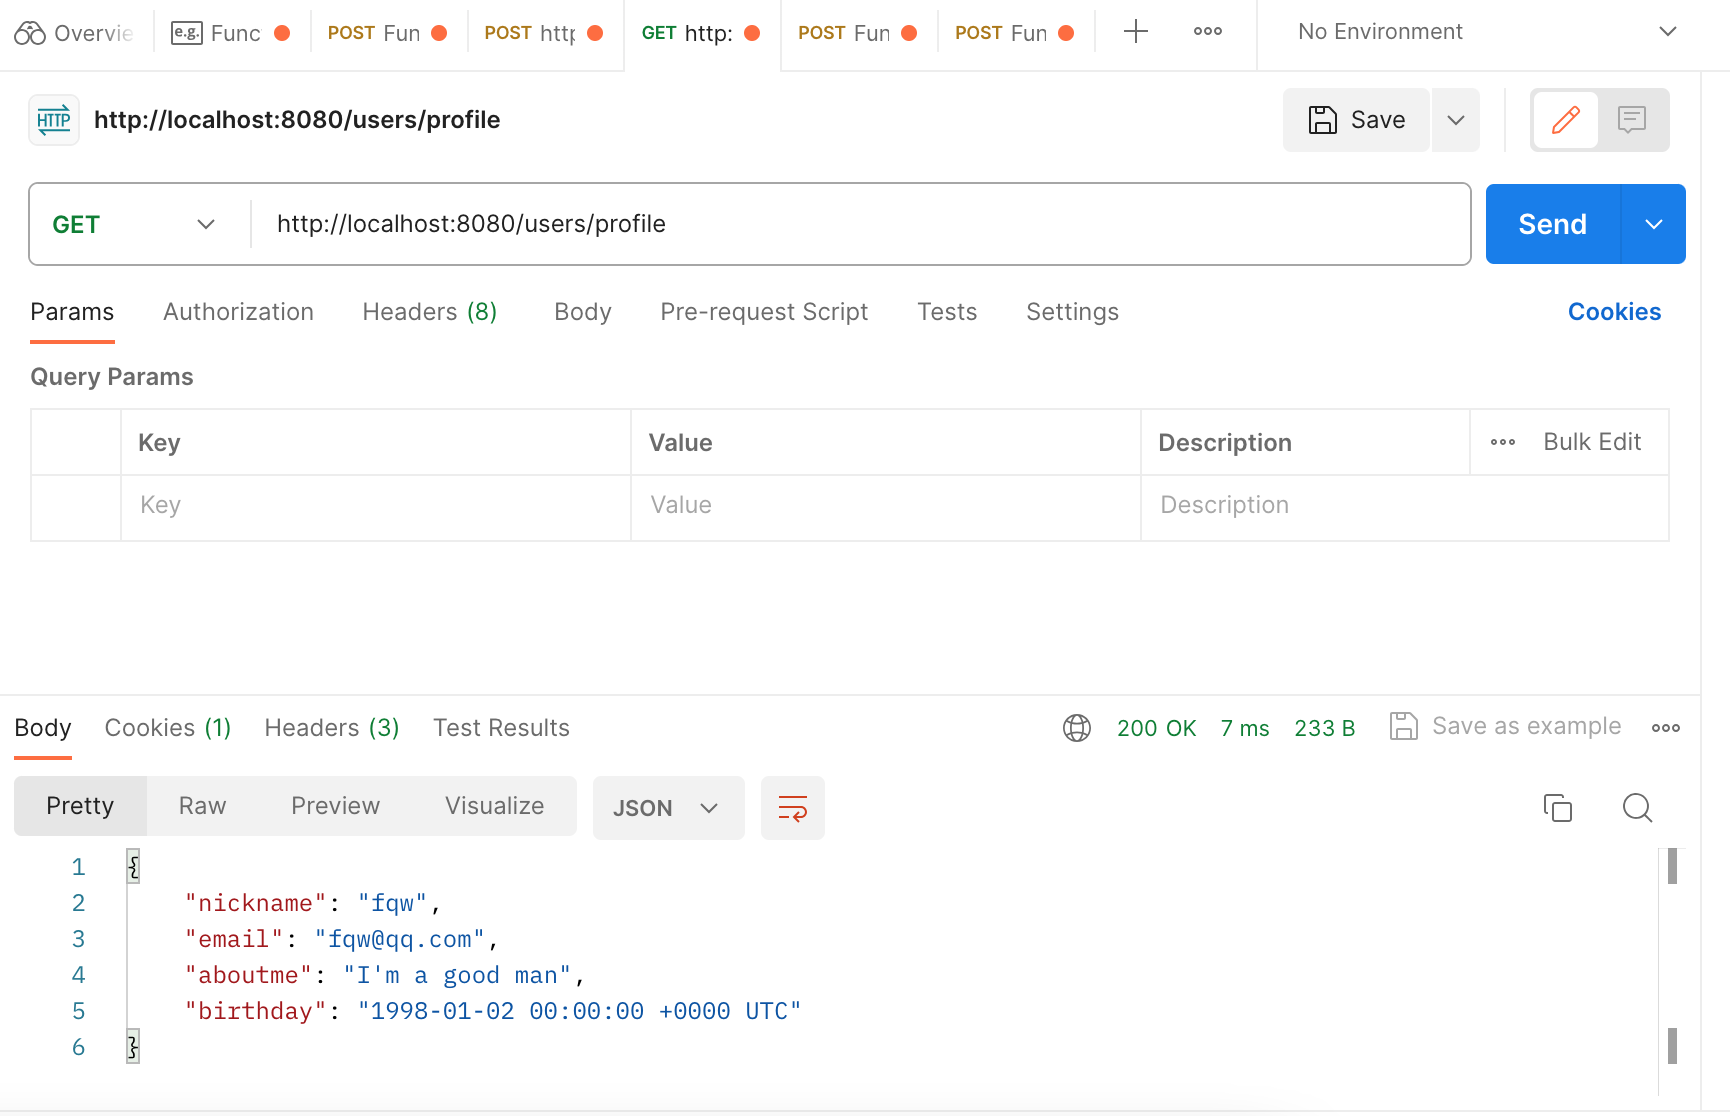 Overvie e.g. Func POST Fun POST http GET http: POST Fun POST Fun No Environment
HTTP http://localhost:8080/users/profile Save
GET http://localhost:8080/users/profile Send
Params Authorization Headers (8) Body Pre-request Script Tests Settings Cookies
Query Params
Key Value Description Bulk Edit
Key Value Description
Body Cookies (1) Headers (3) Test Results 200 OK 7 ms 233 B Save as example
Pretty Raw Preview Visualize JSON
1 {
2 "nickname": "fqw",
3 "email": "fqw@qq.com",
4 "aboutme": "I'm a good man",
5 "birthday": "1998-01-02 00:00:00 +0000 UTC"
6 }